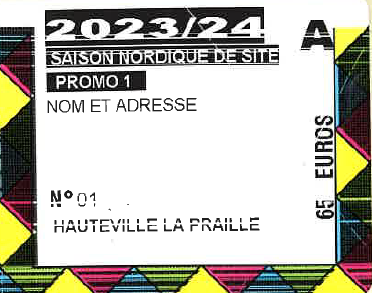 2023/24
A
SAISON NORDIQUE DE SITE
PROMO 1
NOM ET ADRESSE
65 EUROS
N° 01
HAUTEVILLE LA PRAILLE